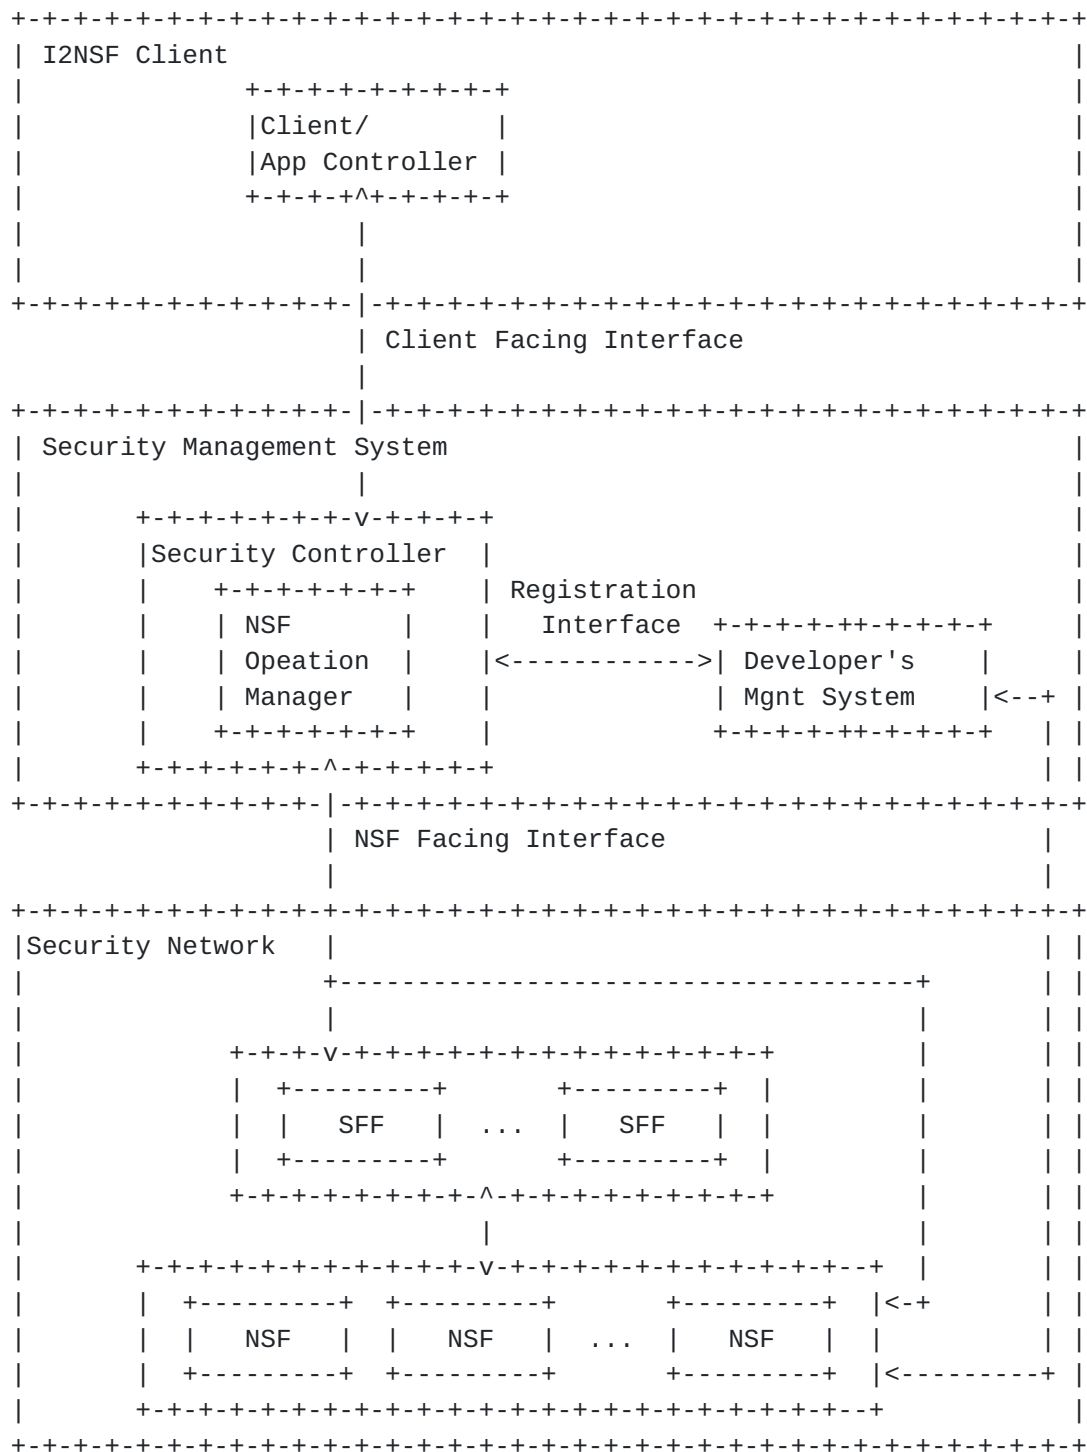 I2NSF Client
Client/
App Controller
Client Facing Interface
Security Management System
Security Controller
Registration
NSF
Interface
Opeation
Developer's
Manager
Mgnt System
NSF Facing Interface
Security Network
SFF ... SFF
NSF NSF ... NSF